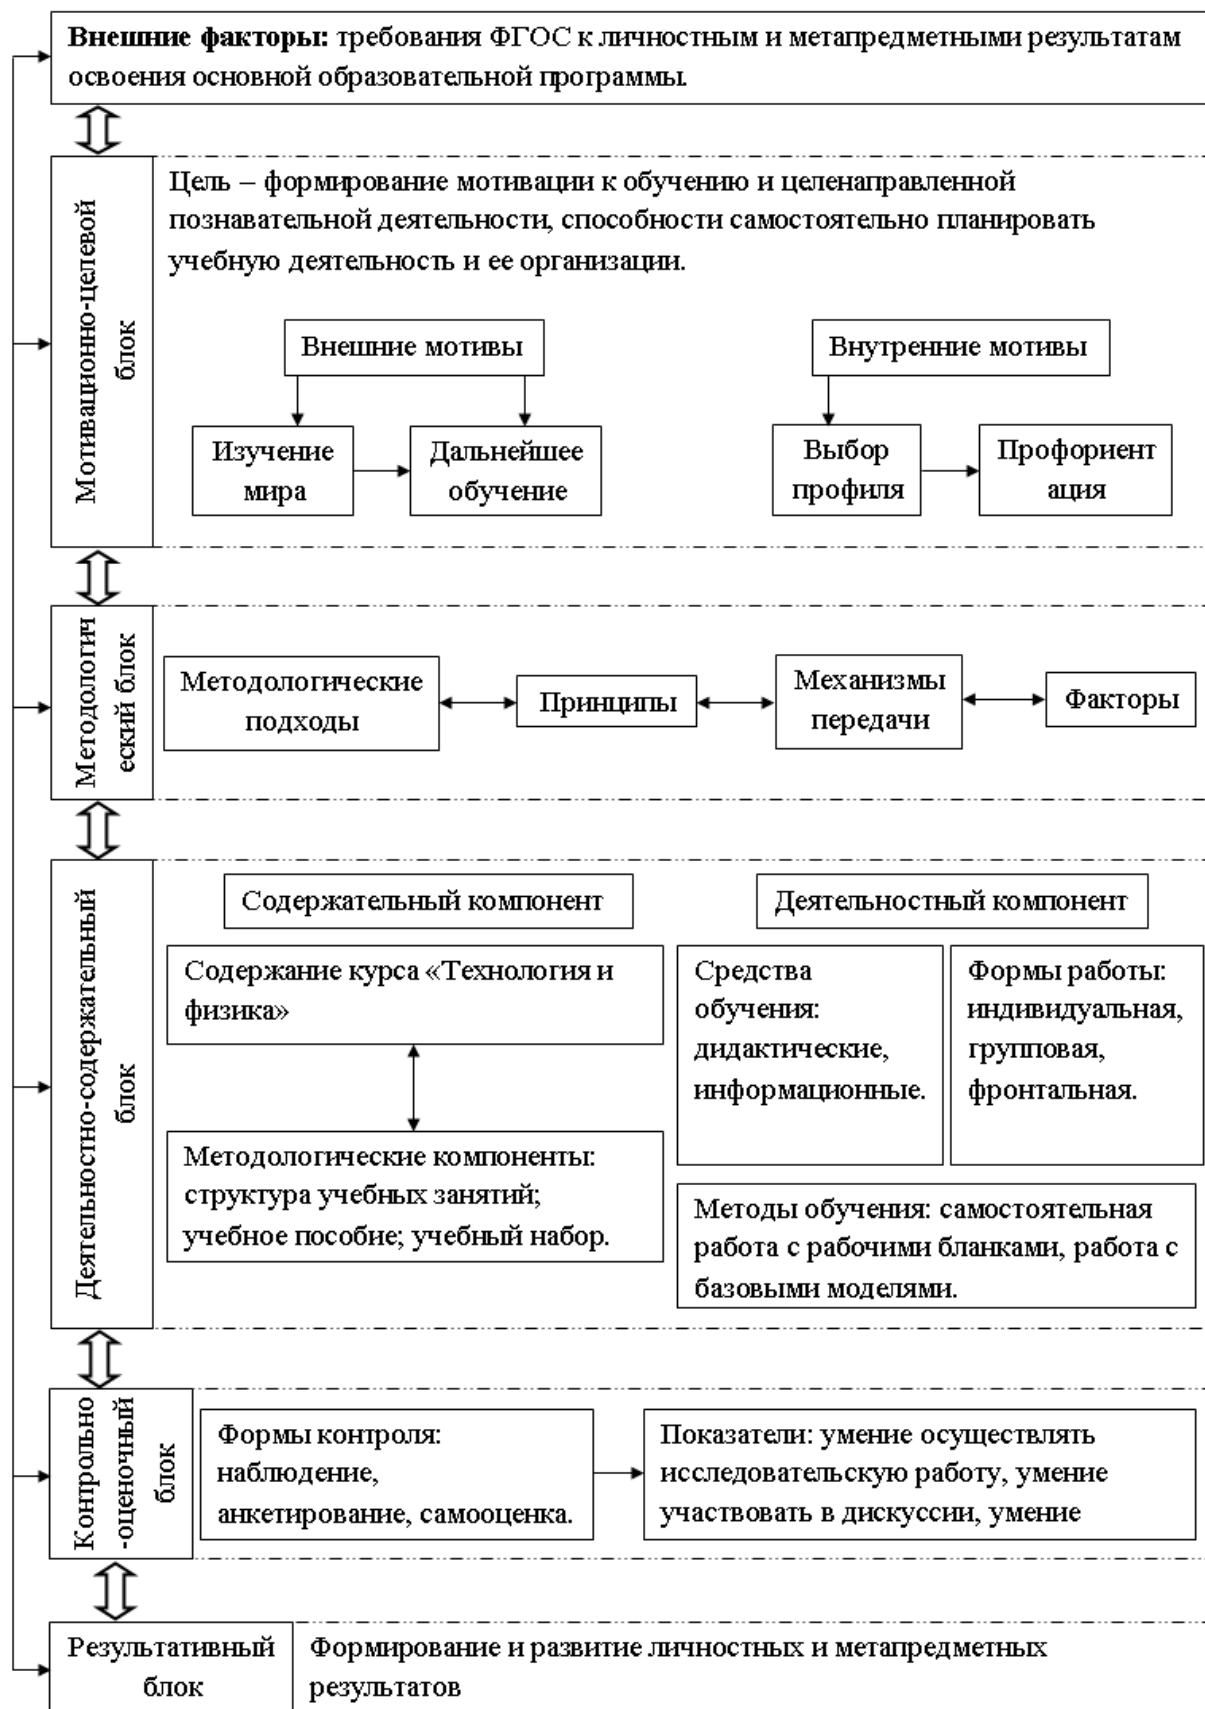 Внешние факторы: требования ФГОС к личностным и метапредметными результатам
освоения основной образовательной программы.
Мотивационно-целевой
блок
Цель – формирование мотивации к обучению и целенаправленной
познавательной деятельности, способности самостоятельно планировать
учебную деятельность и ее организации.
Внешние мотивы
Внутренние мотивы
Изучение
мира
Дальнейшее
обучение
Выбор
профиля
Профориент
ация
Методологич
еский блок
Методологические
подходы
Принципы
Механизмы
передачи
Факторы
Деятельностно-содержательный
блок
Содержательный компонент
Деятельностный компонент
Содержание курса «Технология и
физика»
Средства
обучения:
дидактические,
информационные.
Формы работы:
индивидуальная,
групповая,
фронтальная.
Методологические компоненты:
структура учебных занятий;
учебное пособие; учебный набор.
Методы обучения: самостоятельная
работа с рабочими бланками, работа с
базовыми моделями.
Контрольно
-оценочный
блок
Формы контроля:
наблюдение,
анкетирование, самооценка.
Показатели: умение осуществлять
исследовательскую работу, умение
участвовать в дискуссии, умение
Результативный
блок
Формирование и развитие личностных и метапредметных
результатов